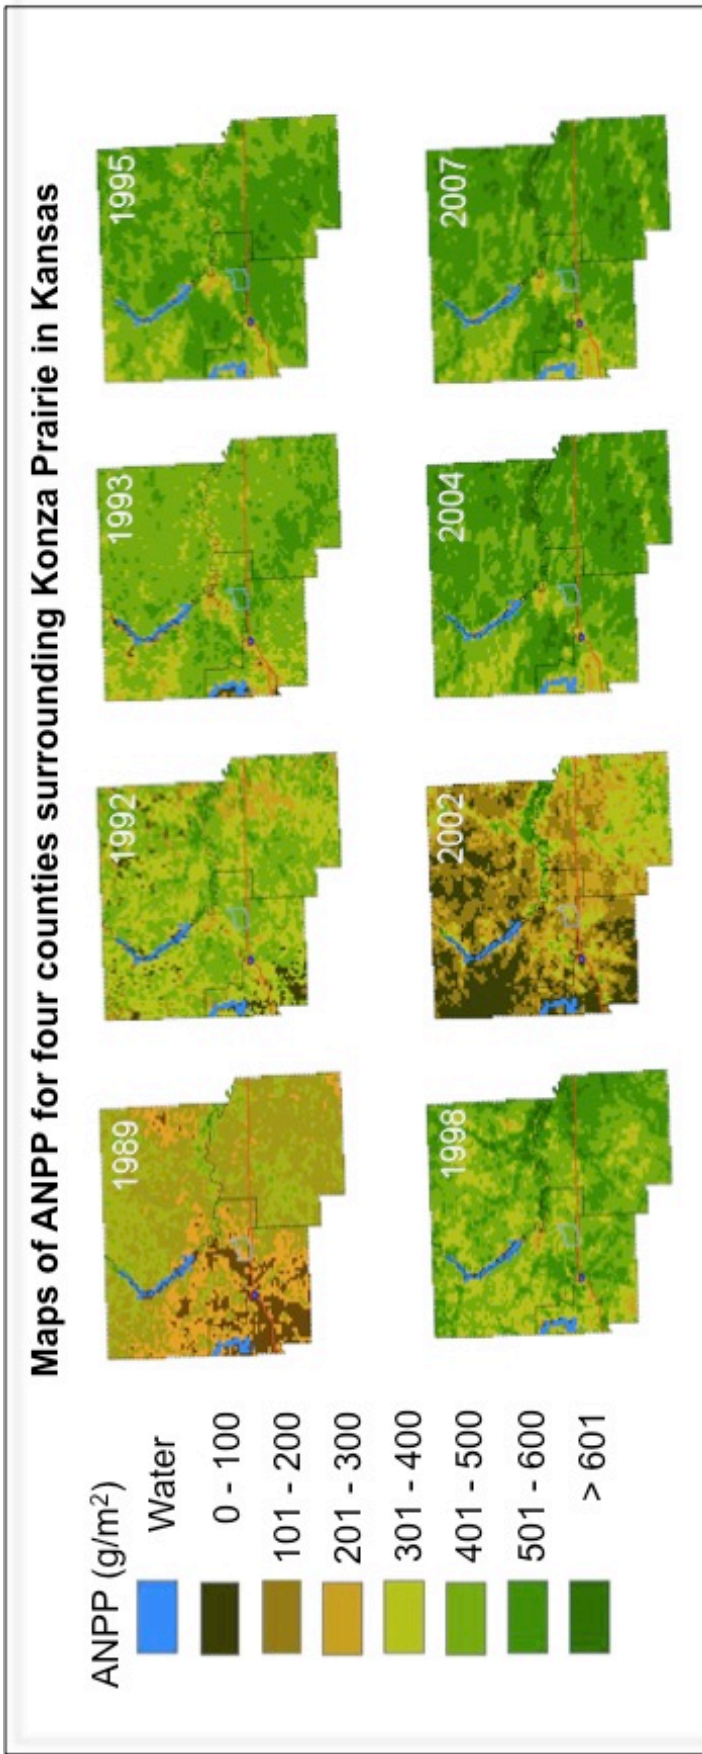 Maps of ANPP for four counties surrounding Konza Prairie in Kansas
ANPP (g/m²)
Water
0 - 100
101 - 200
201 - 300
301 - 400
401 - 500
501 - 600
> 601
1989
1992
1993
1995
1998
2002
2004
2007